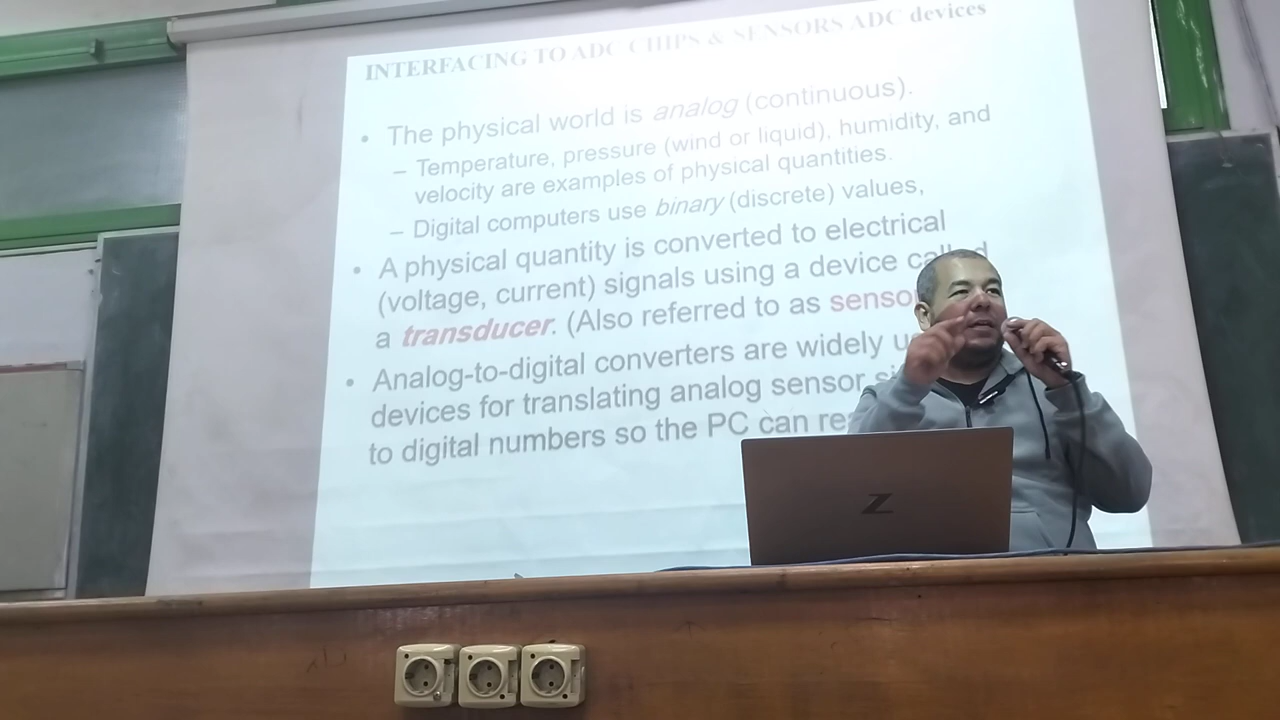 INTERFACING TO ADC CHIPS & SENSORS ADC devices
• The physical world is analog (continuous).
– Temperature, pressure (wind or liquid), humidity, and
velocity are examples of physical quantities.
– Digital computers use binary (discrete) values,
• A physical quantity is converted to electrical
(voltage, current) signals using a device called
a transducer. (Also referred to as senso
• Analog-to-digital converters are widely u
devices for translating analog sensor si
to digital numbers so the PC can re
Z